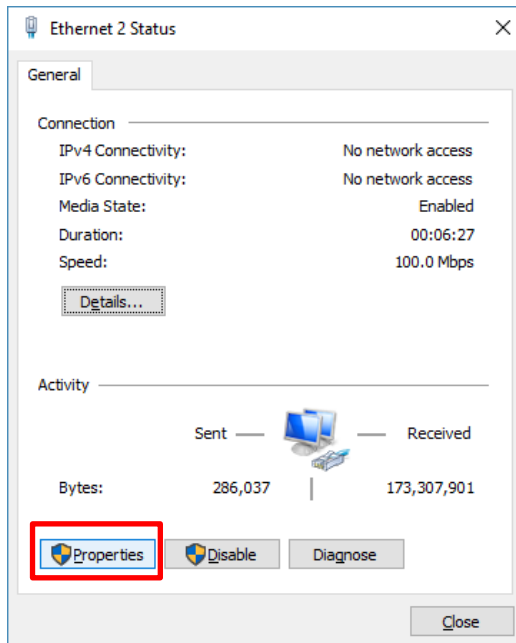 Ethernet 2 Status
General
Connection
IPv4 Connectivity: No network access
IPv6 Connectivity: No network access
Media State: Enabled
Duration: 00:06:27
Speed: 100.0 Mbps
Details...
Activity
Sent Received
Bytes: 286,037 173,307,901
Properties Disable Diagnose
Close